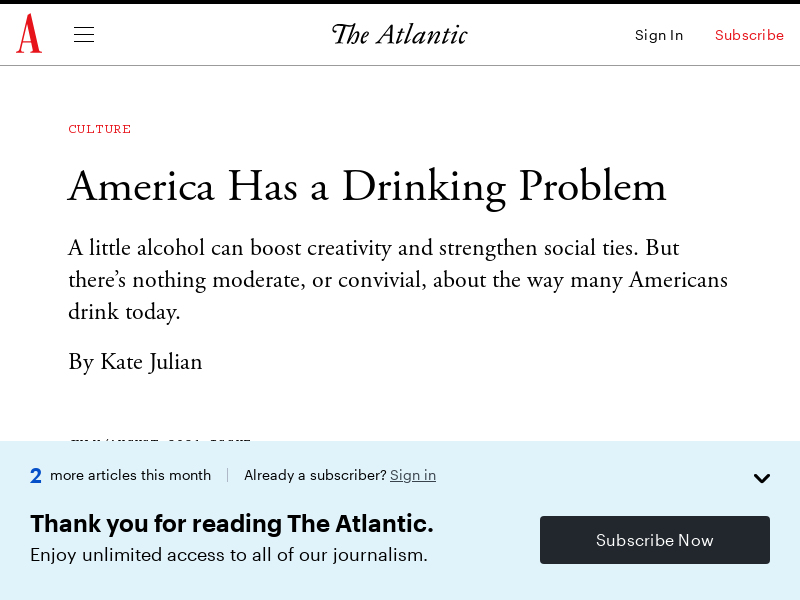 A
The Atlantic
Sign In
Subscribe
CULTURE
America Has a Drinking Problem
A little alcohol can boost creativity and strengthen social ties. But
there’s nothing moderate, or convivial, about the way many Americans
drink today.
By Kate Julian
2 more articles this month
Already a subscriber? Sign in
Thank you for reading The Atlantic.
Enjoy unlimited access to all of our journalism.
Subscribe Now